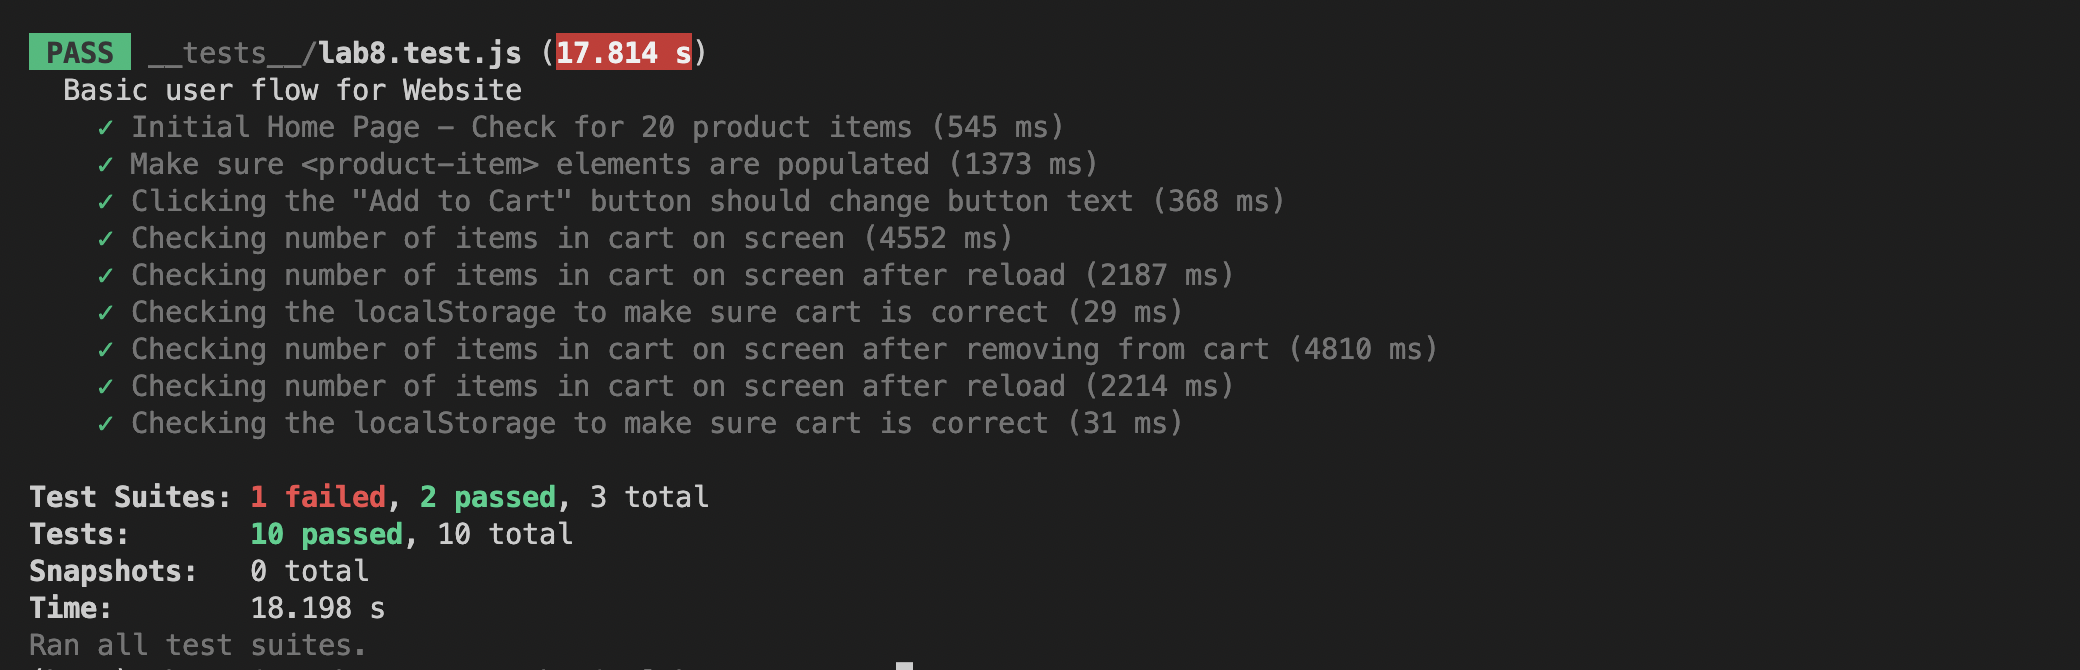 PASS __tests__/lab8.test.js (17.814 s)
Basic user flow for Website
✓ Initial Home Page – Check for 20 product items (545 ms)
✓ Make sure <product-item> elements are populated (1373 ms)
✓ Clicking the "Add to Cart" button should change button text (368 ms)
✓ Checking number of items in cart on screen (4552 ms)
✓ Checking number of items in cart on screen after reload (2187 ms)
✓ Checking the localStorage to make sure cart is correct (29 ms)
✓ Checking number of items in cart on screen after removing from cart (4810 ms)
✓ Checking number of items in cart on screen after reload (2214 ms)
✓ Checking the localStorage to make sure cart is correct (31 ms)
Test Suites: 1 failed, 2 passed, 3 total
Tests: 10 passed, 10 total
Snapshots: 0 total
Time: 18.198 s
Ran all test suites.